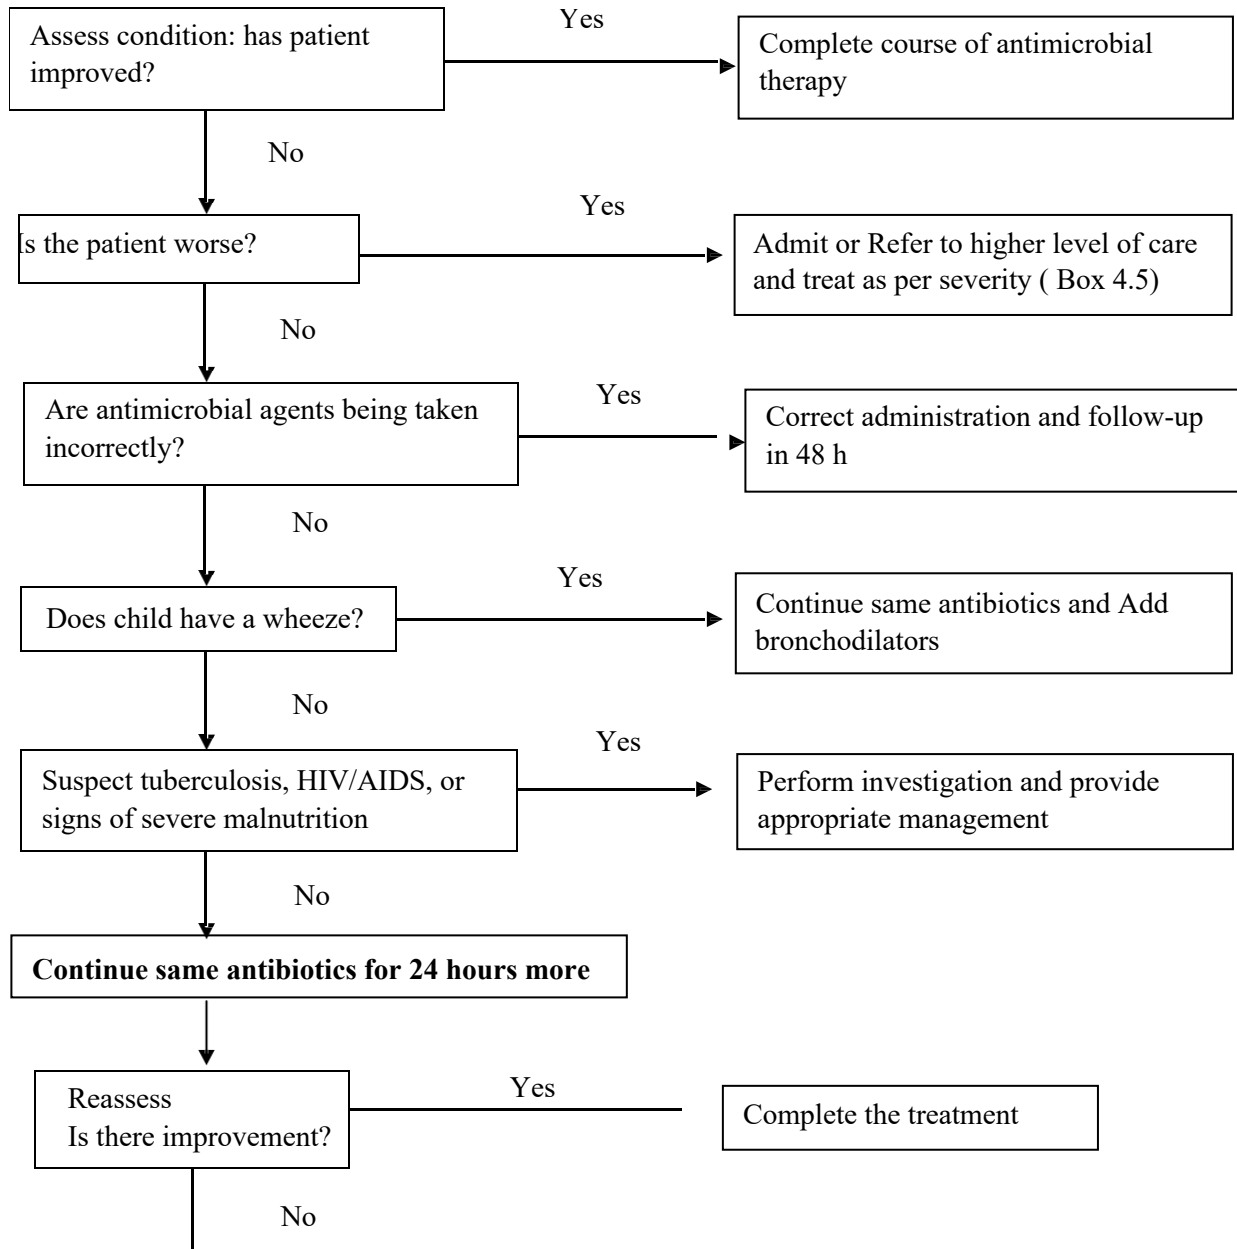 Assess condition: has patient
improved?
Yes
Complete course of antimicrobial
therapy
No
Is the patient worse?
Yes
Admit or Refer to higher level of care
and treat as per severity ( Box 4.5)
No
Are antimicrobial agents being taken
incorrectly?
Yes
Correct administration and follow-up
in 48 h
No
Does child have a wheeze?
Yes
Continue same antibiotics and Add
bronchodilators
No
Suspect tuberculosis, HIV/AIDS, or
signs of severe malnutrition
Yes
Perform investigation and provide
appropriate management
No
Continue same antibiotics for 24 hours more
Reassess
Is there improvement?
Yes
Complete the treatment
No